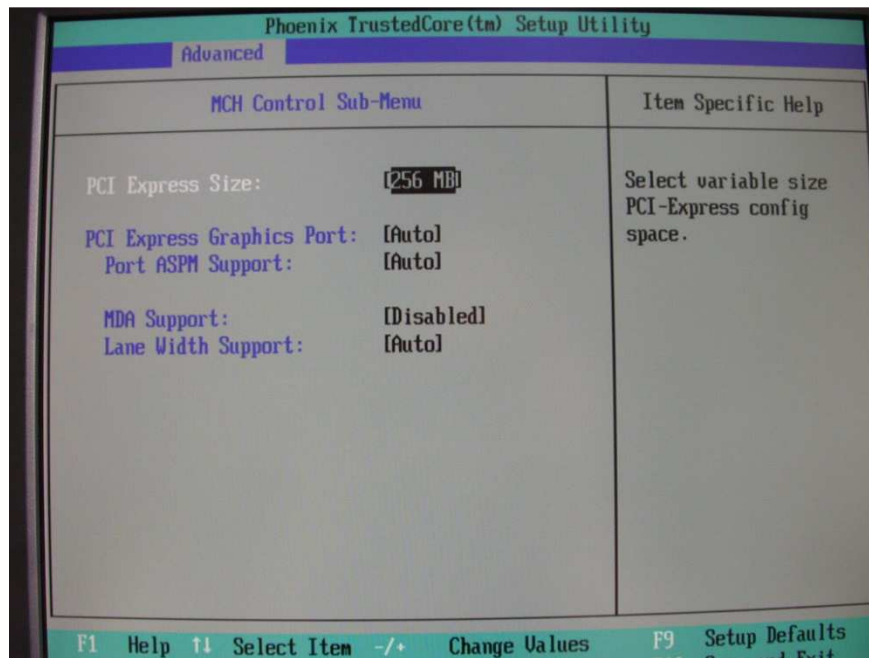 Phoenix TrustedCore(tm) Setup Utility
Advanced
MCH Control Sub-Menu
Item Specific Help
PCI Express Size: [256 MB]
Select variable size
PCI-Express config
space.
PCI Express Graphics Port: [Auto]
Port ASPM Support: [Auto]
MDA Support: [Disabled]
Lane Width Support: [Auto]
F1 Help ↑↓ Select Item -/+ Change Values F9 Setup Defaults
Exit